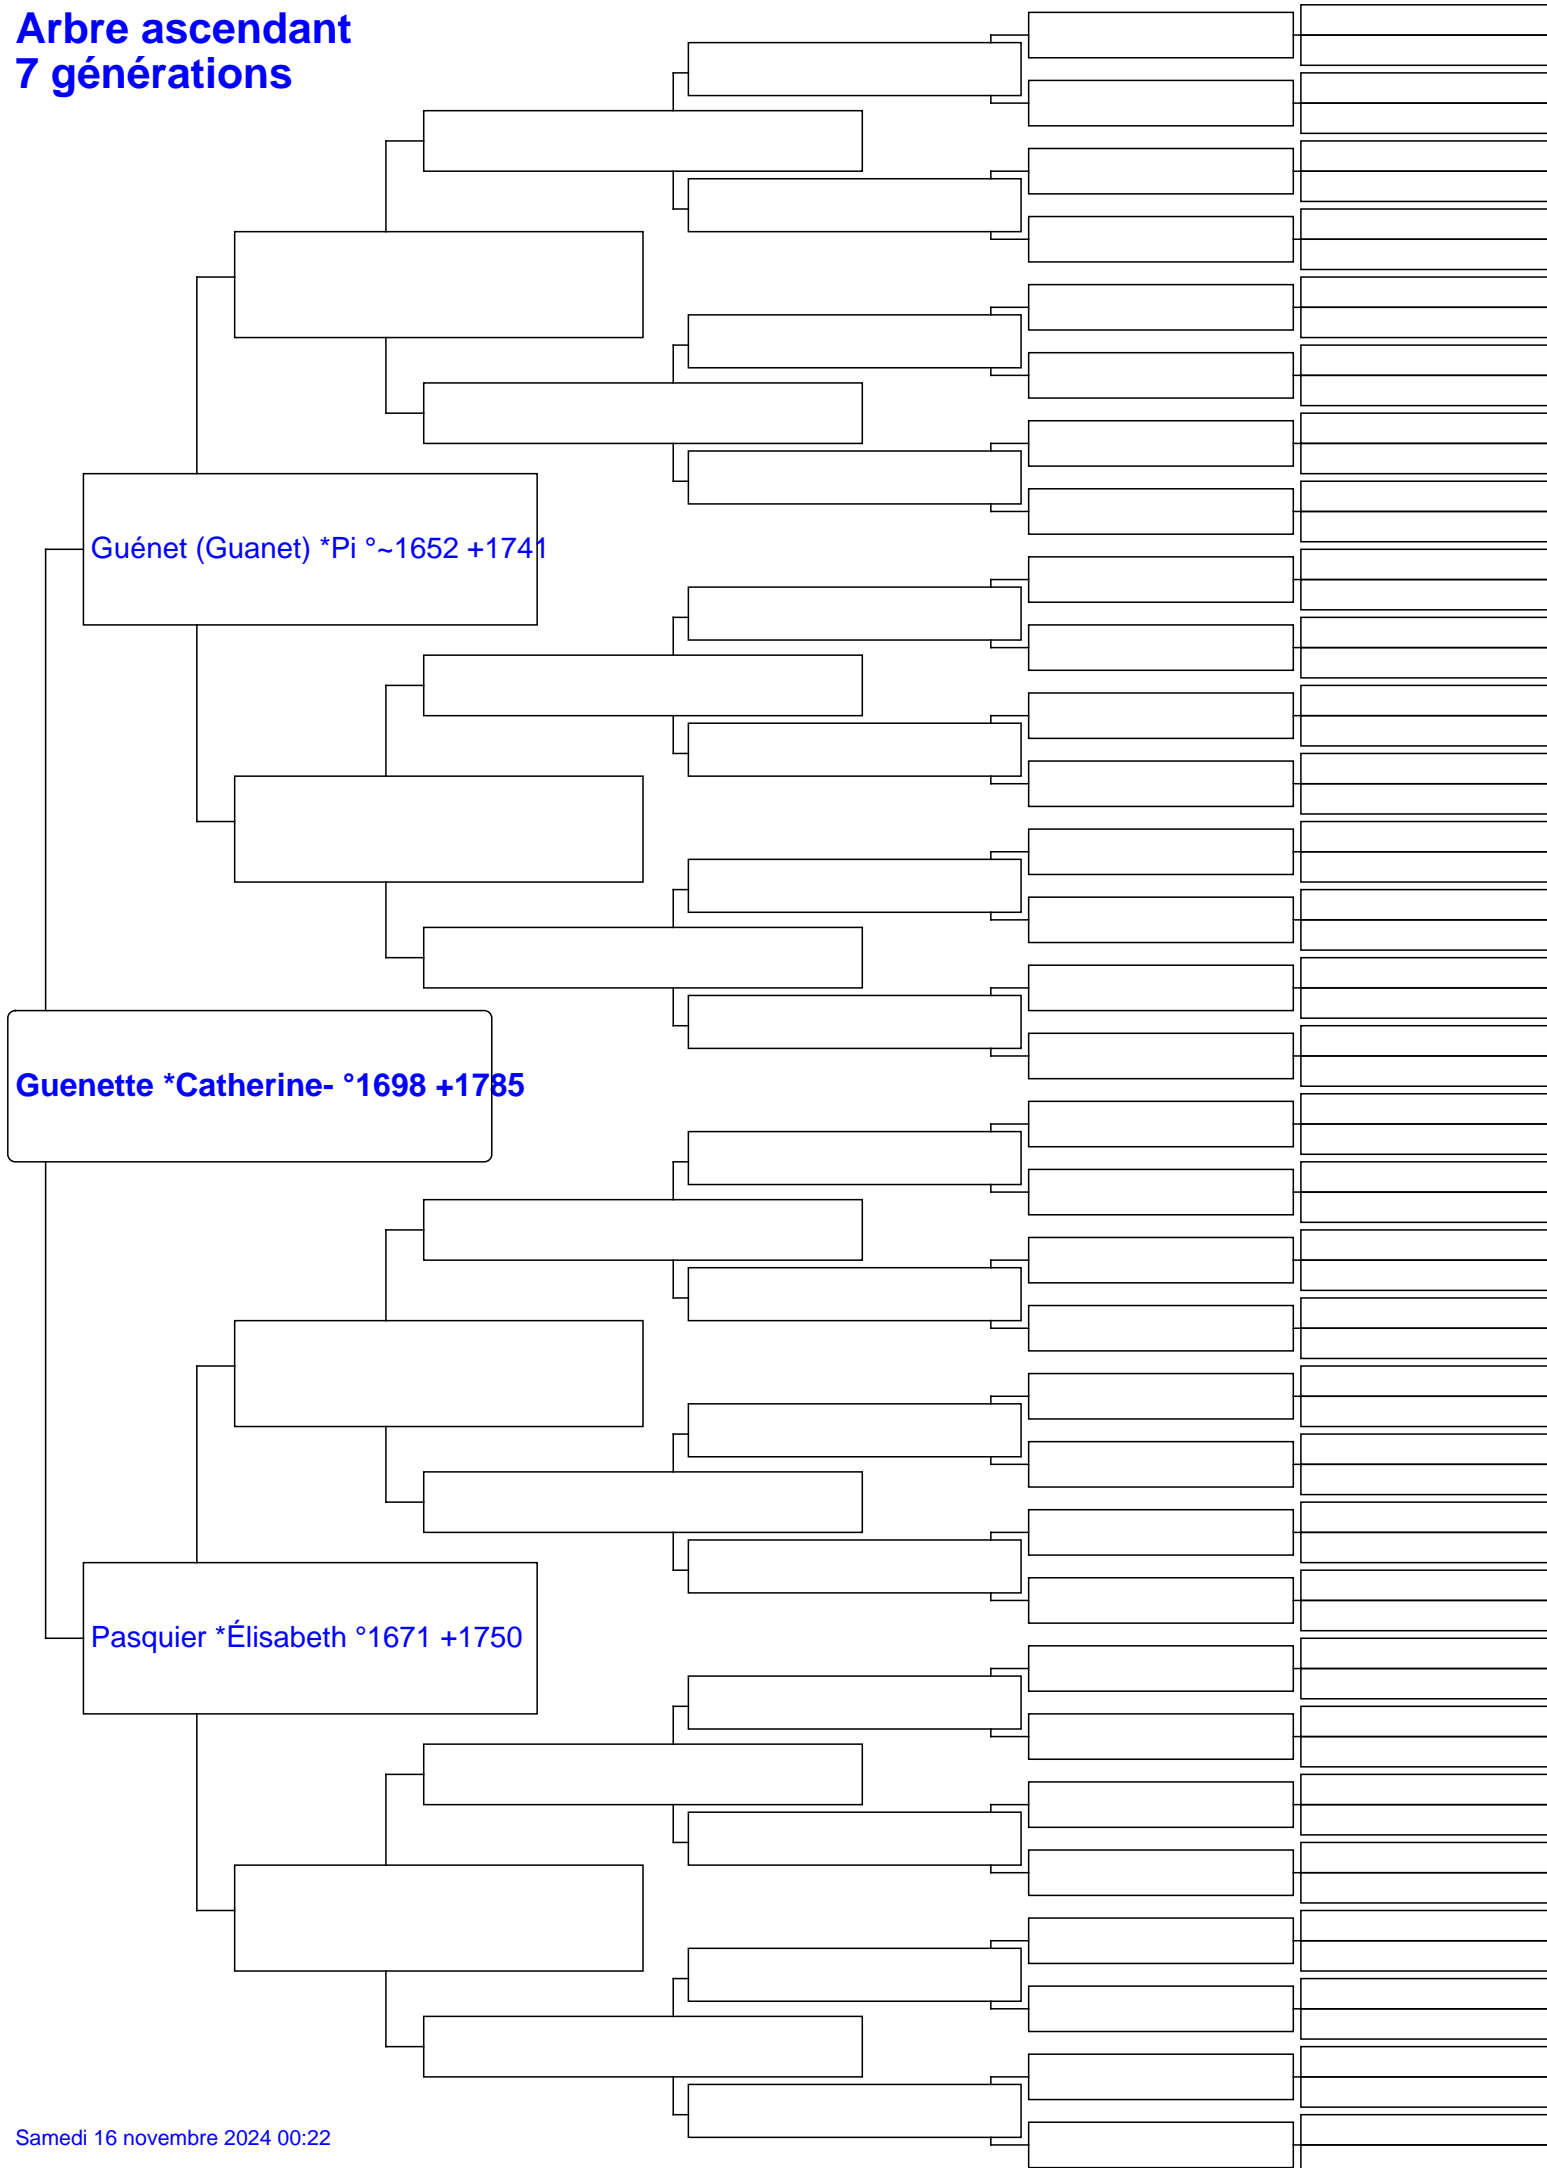 Arbre ascendant
7 générations
Guénet (Guanet) *Pi °~1652 +1741
Guenette *Catherine- °1698 +1785
Pasquier *Élisabeth °1671 +1750
Samedi 16 novembre 2024 00:22